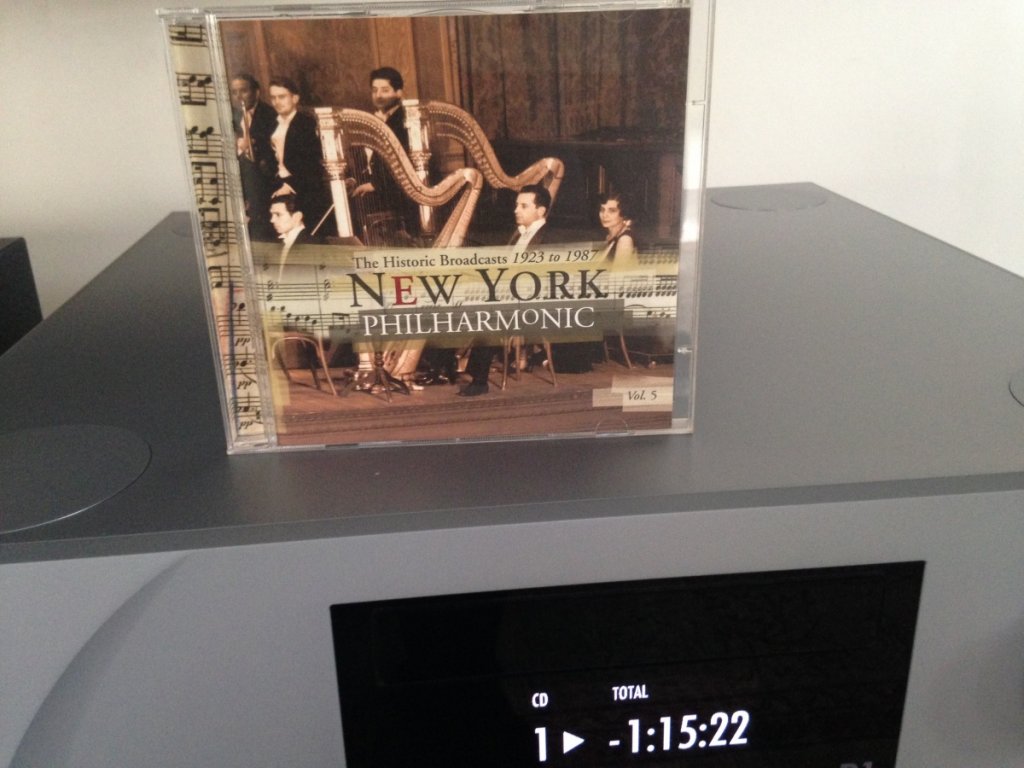 The Historic Broadcasts 1923 to 1987
NEW YORK
PHILHARMONIC
Vol. 5
CD TOTAL
1 -1:15:22